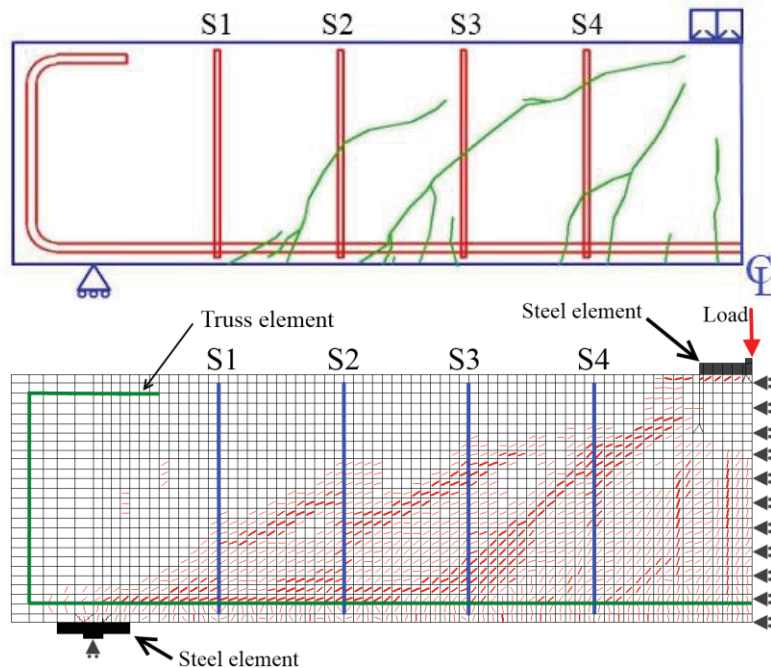 S1 S2 S3 S4
CL
Truss element
Steel element
Load
S1 S2 S3 S4
Steel element